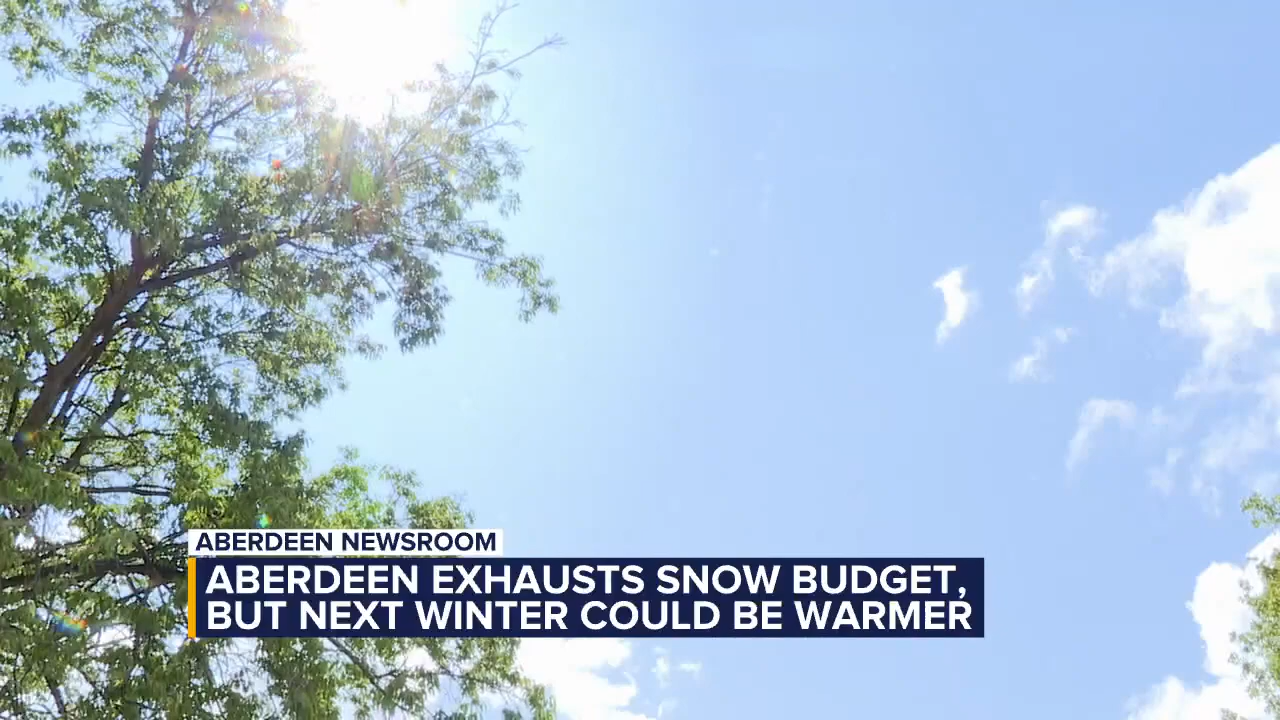 ABERDEEN NEWSROOM
ABERDEEN EXHAUSTS SNOW BUDGET,
BUT NEXT WINTER COULD BE WARMER